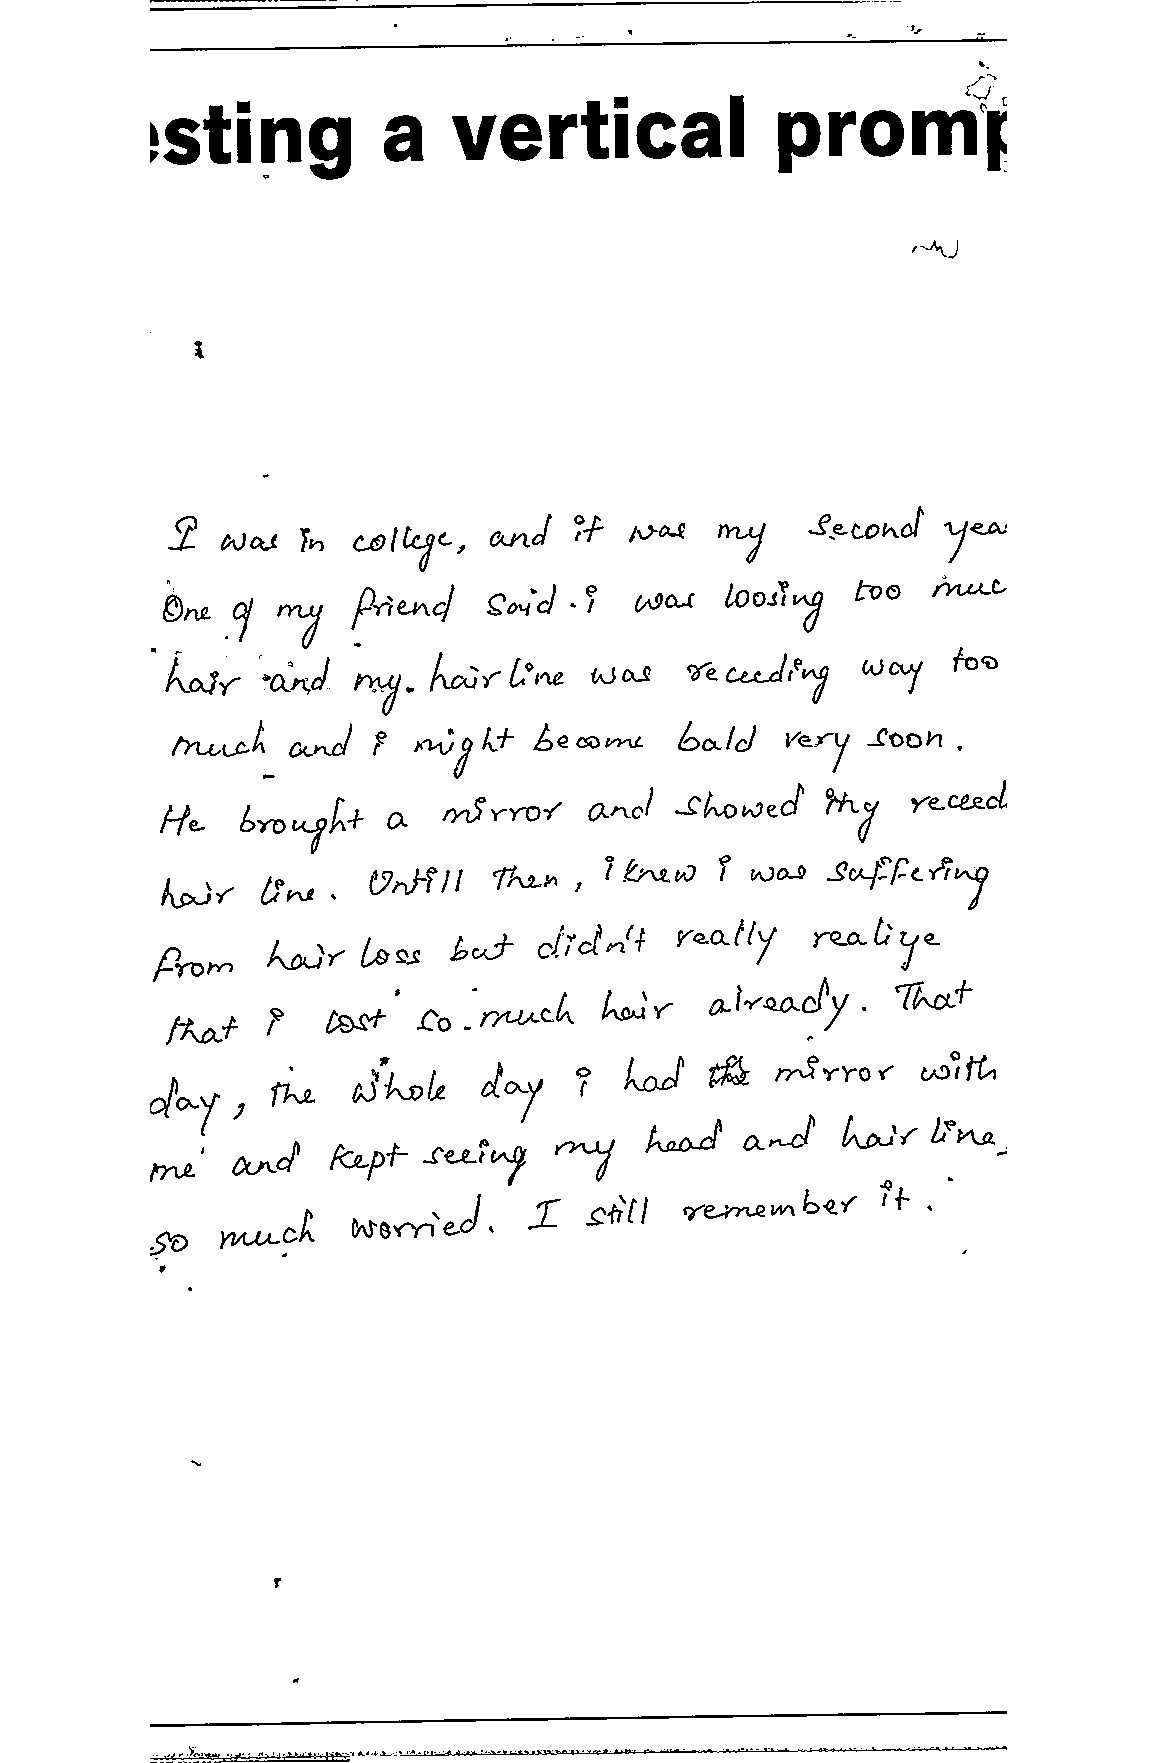 esting a vertical promp
I was in college, and it was my second yea
One of my friend said i was loosing too muc
hair and my hair line was receeding way too
much and i might become bald very soon.
He brought a mirror and showed my receed
hair line. Untill then, i knew i was suffering
from hair loss but didn't really realize
that i lost so much hair already. That
day, the whole day i had the mirror with
me and kept seeing my head and hair line,
so much worried. I still remember it.